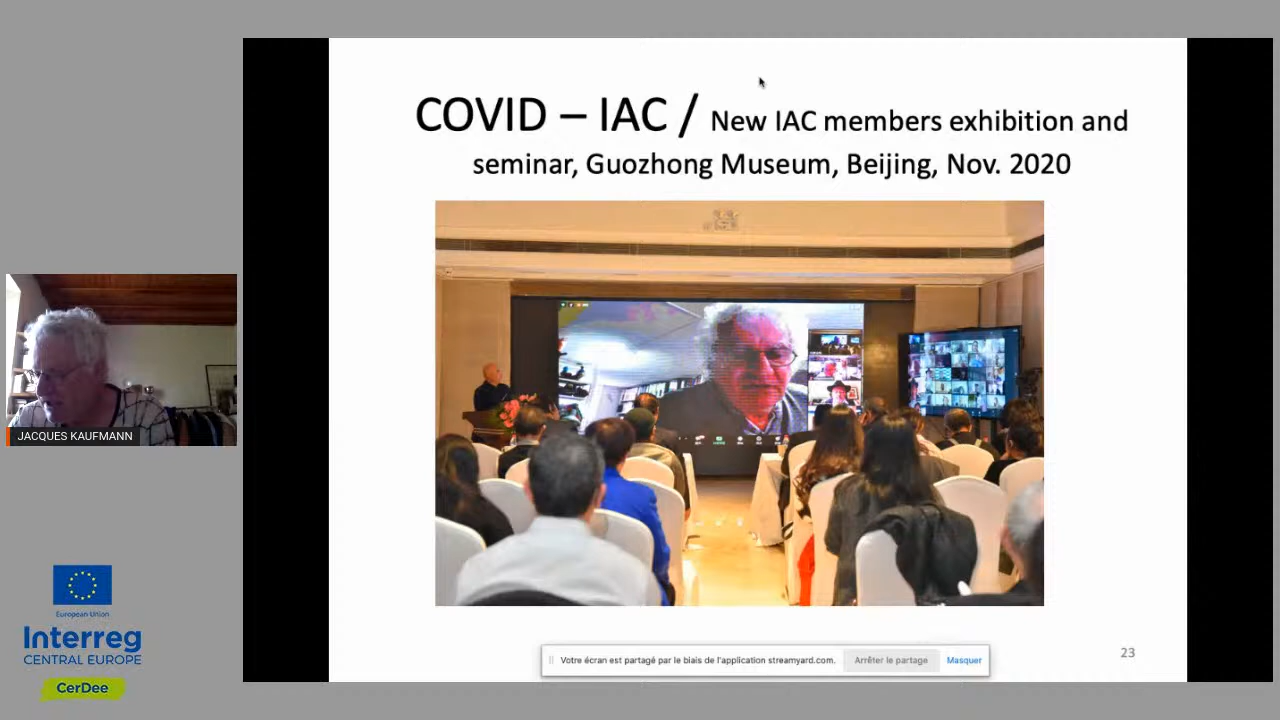 COVID – IAC / New IAC members exhibition and
seminar, Guozhong Museum, Beijing, Nov. 2020
JACQUES KAUFMANN
European Union
Interreg
CENTRAL EUROPE
CerDee
Votre écran est partagé par le biais de l'application streamyard.com.
Arrêter le partage
Masquer
23